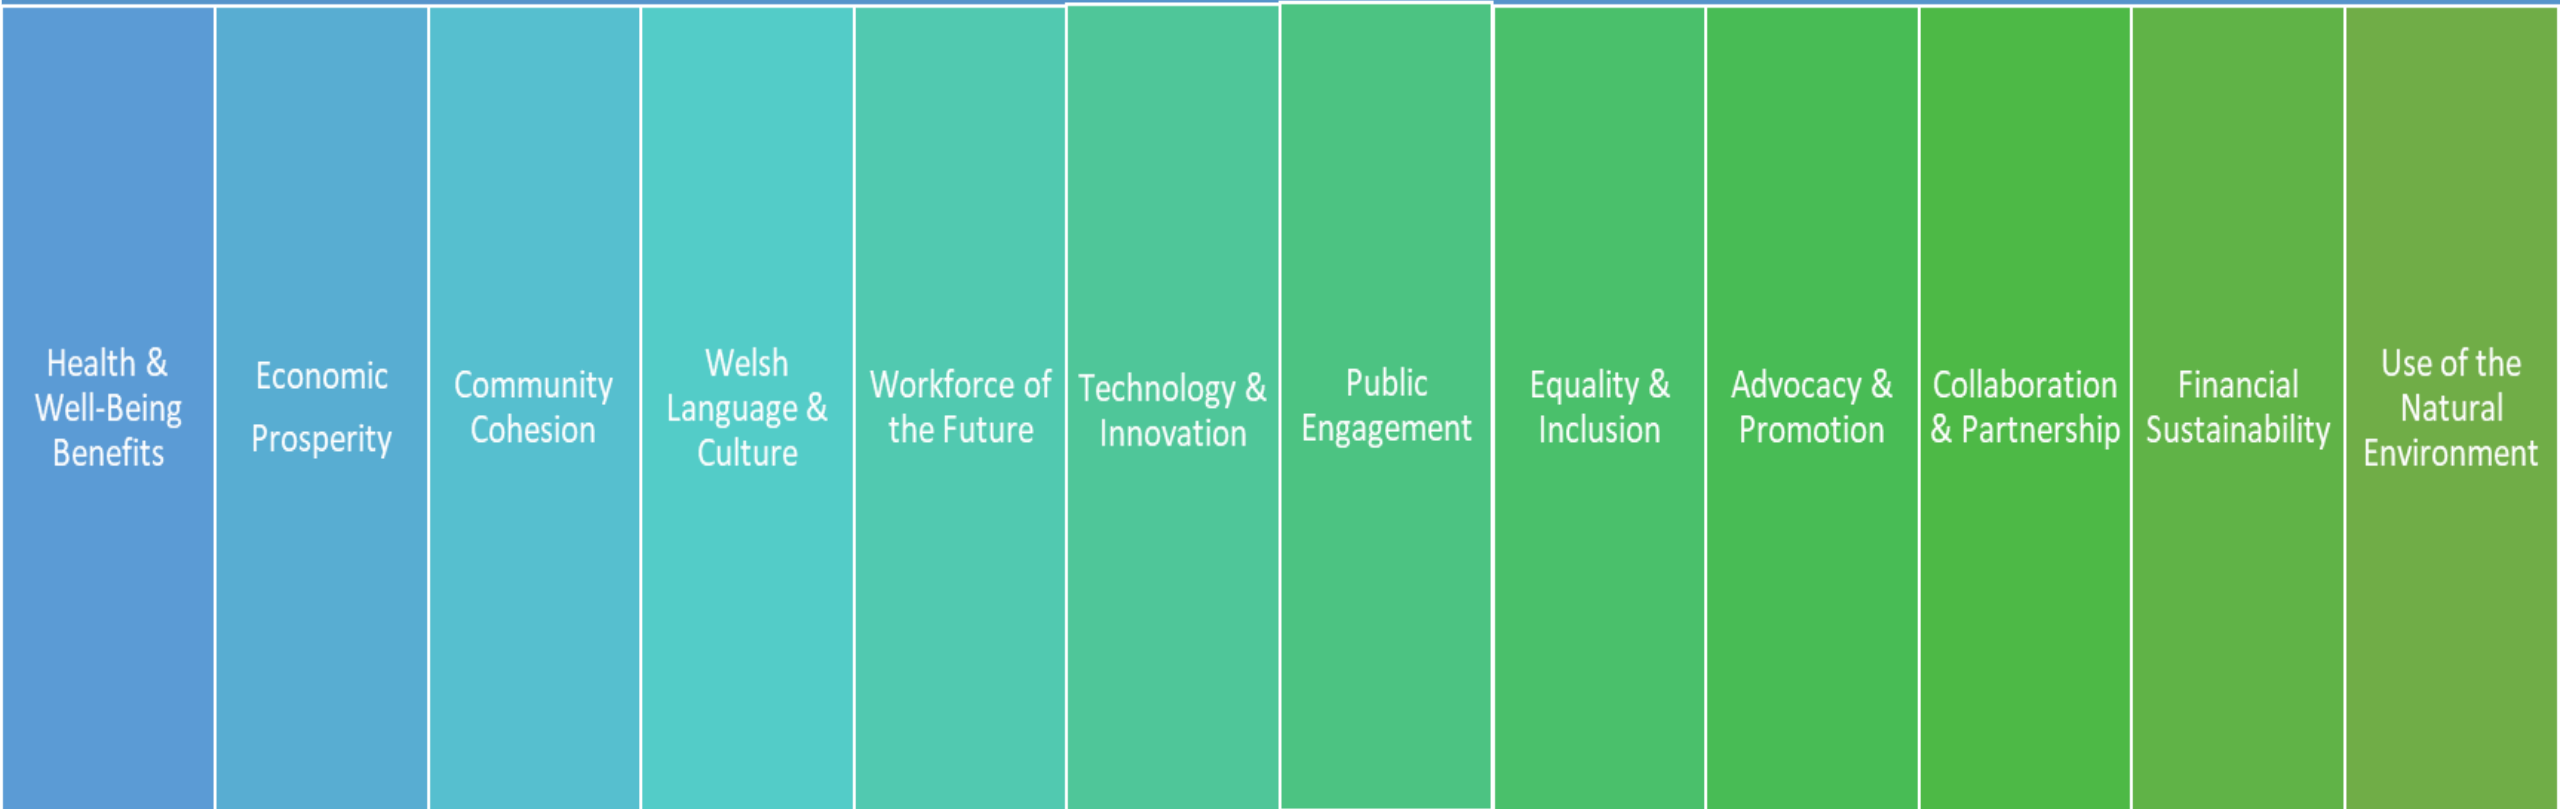 Health &
Well-Being
Benefits
Economic
Prosperity
Community
Cohesion
Welsh
Language &
Culture
Workforce of
the Future
Technology &
Innovation
Public
Engagement
Equality &
Inclusion
Advocacy &
Promotion
Collaboration
& Partnership
Financial
Sustainability
Use of the
Natural
Environment